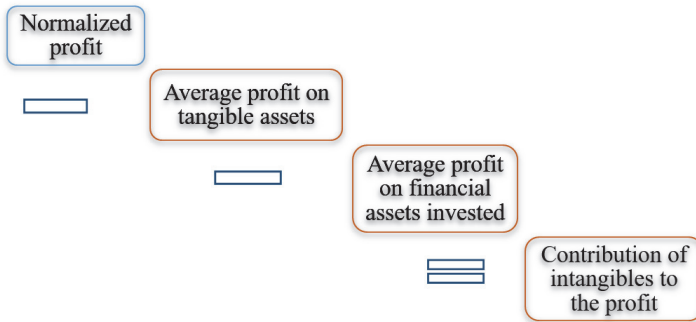 Normalized
profit
Average profit on
tangible assets
Average profit
on financial
assets invested
Contribution of
intangibles to
the profit